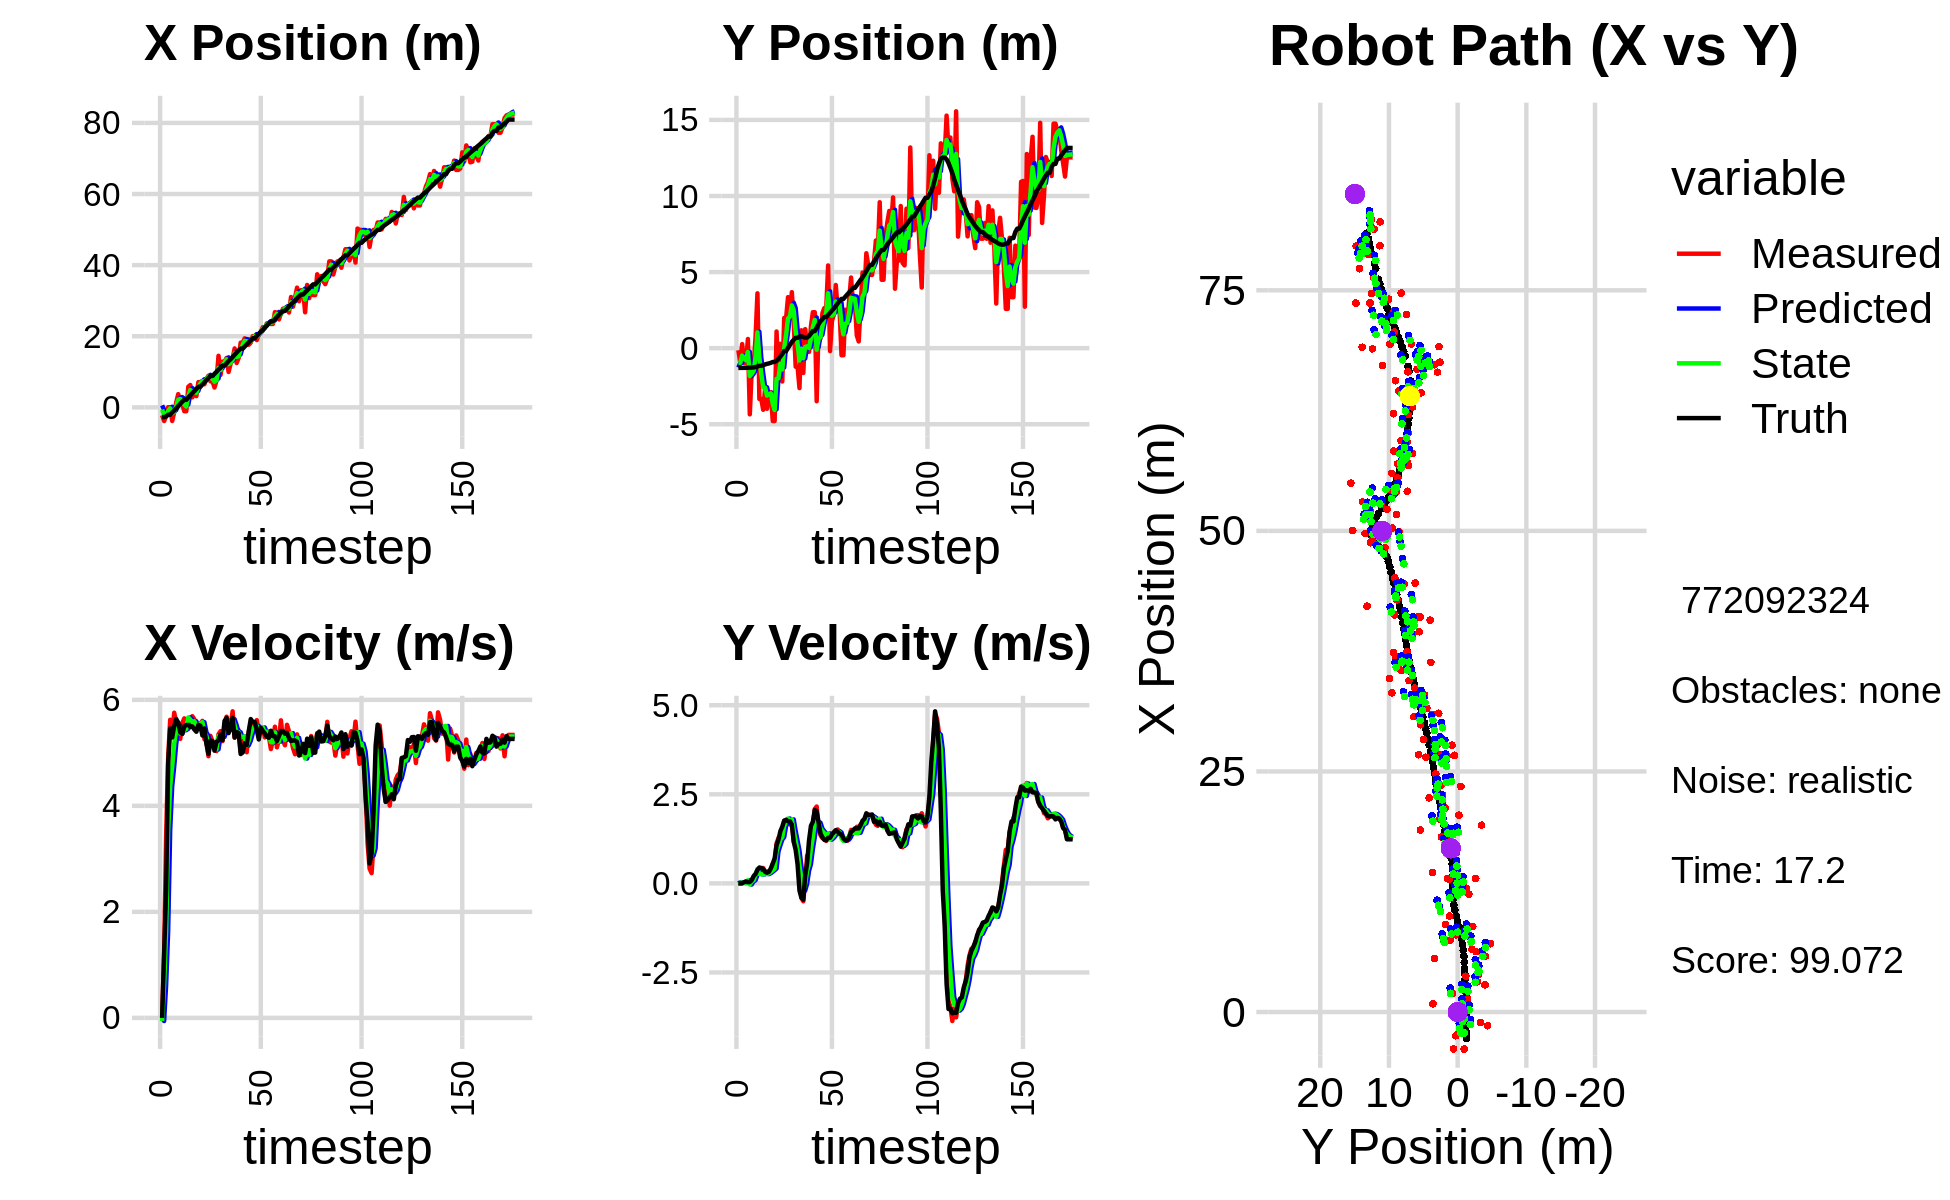 X Position (m)
80
60
40
20
0
0
50
100
150
timestep
Y Position (m)
15
10
5
0
-5
0
50
100
150
timestep
X Velocity (m/s)
6
4
2
0
0
50
100
150
timestep
Y Velocity (m/s)
5.0
2.5
0.0
-2.5
0
50
100
150
timestep
Robot Path (X vs Y)
X Position (m)
75
50
25
0
20 10 0 -10 -20
Y Position (m)
variable
Measured
Predicted
State
Truth
772092324
Obstacles: none
Noise: realistic
Time: 17.2
Score: 99.072